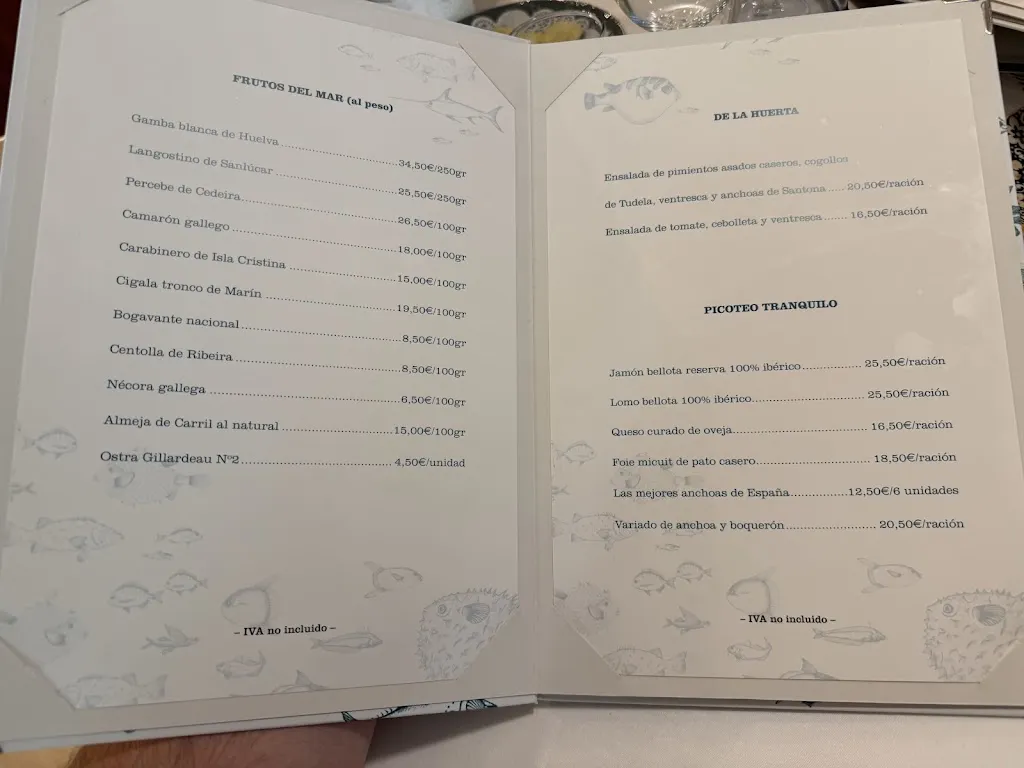 FRUTOS DEL MAR (al peso)
Gamba blanca de Huelva..............................34,50€/250gr
Langostino de Sanlúcar ..............................25,50€/250gr
Percebe de Cedeira.......................................26,50€/100gr
Camarón gallego ..........................................18,00€/100gr
Carabinero de Isla Cristina ...........................15,00€/100gr
Cigala tronco de Marín .................................19,50€/100gr
Bogavante nacional.......................................8,50€/100gr
Centolla de Ribeira ........................................8,50€/100gr
Nécora gallega ................................................6,50€/100gr
Almeja de Carril al natural .............................15,00€/100gr
Ostra Gillardeau Nº2....................................... 4,50€/unidad
– IVA no incluido –
DE LA HUERTA
Ensalada de pimientos asados caseros, cogollos
de Tudela, ventresca y anchoas de Santona ..... 20,50€/ración
Ensalada de tomate, cebolleta y ventresca ....... 16,50€/ración
PICOTEO TRANQUILO
Jamón bellota reserva 100% ibérico............... 25,50€/ración
Lomo bellota 100% ibérico............................. 25,50€/ración
Queso curado de oveja................................... 16,50€/ración
Foie micuit de pato casero............................. 18,50€/ración
Las mejores anchoas de España...............12,50€/6 unidades
Variado de anchoa y boquerón........................ 20,50€/ración
– IVA no incluido –